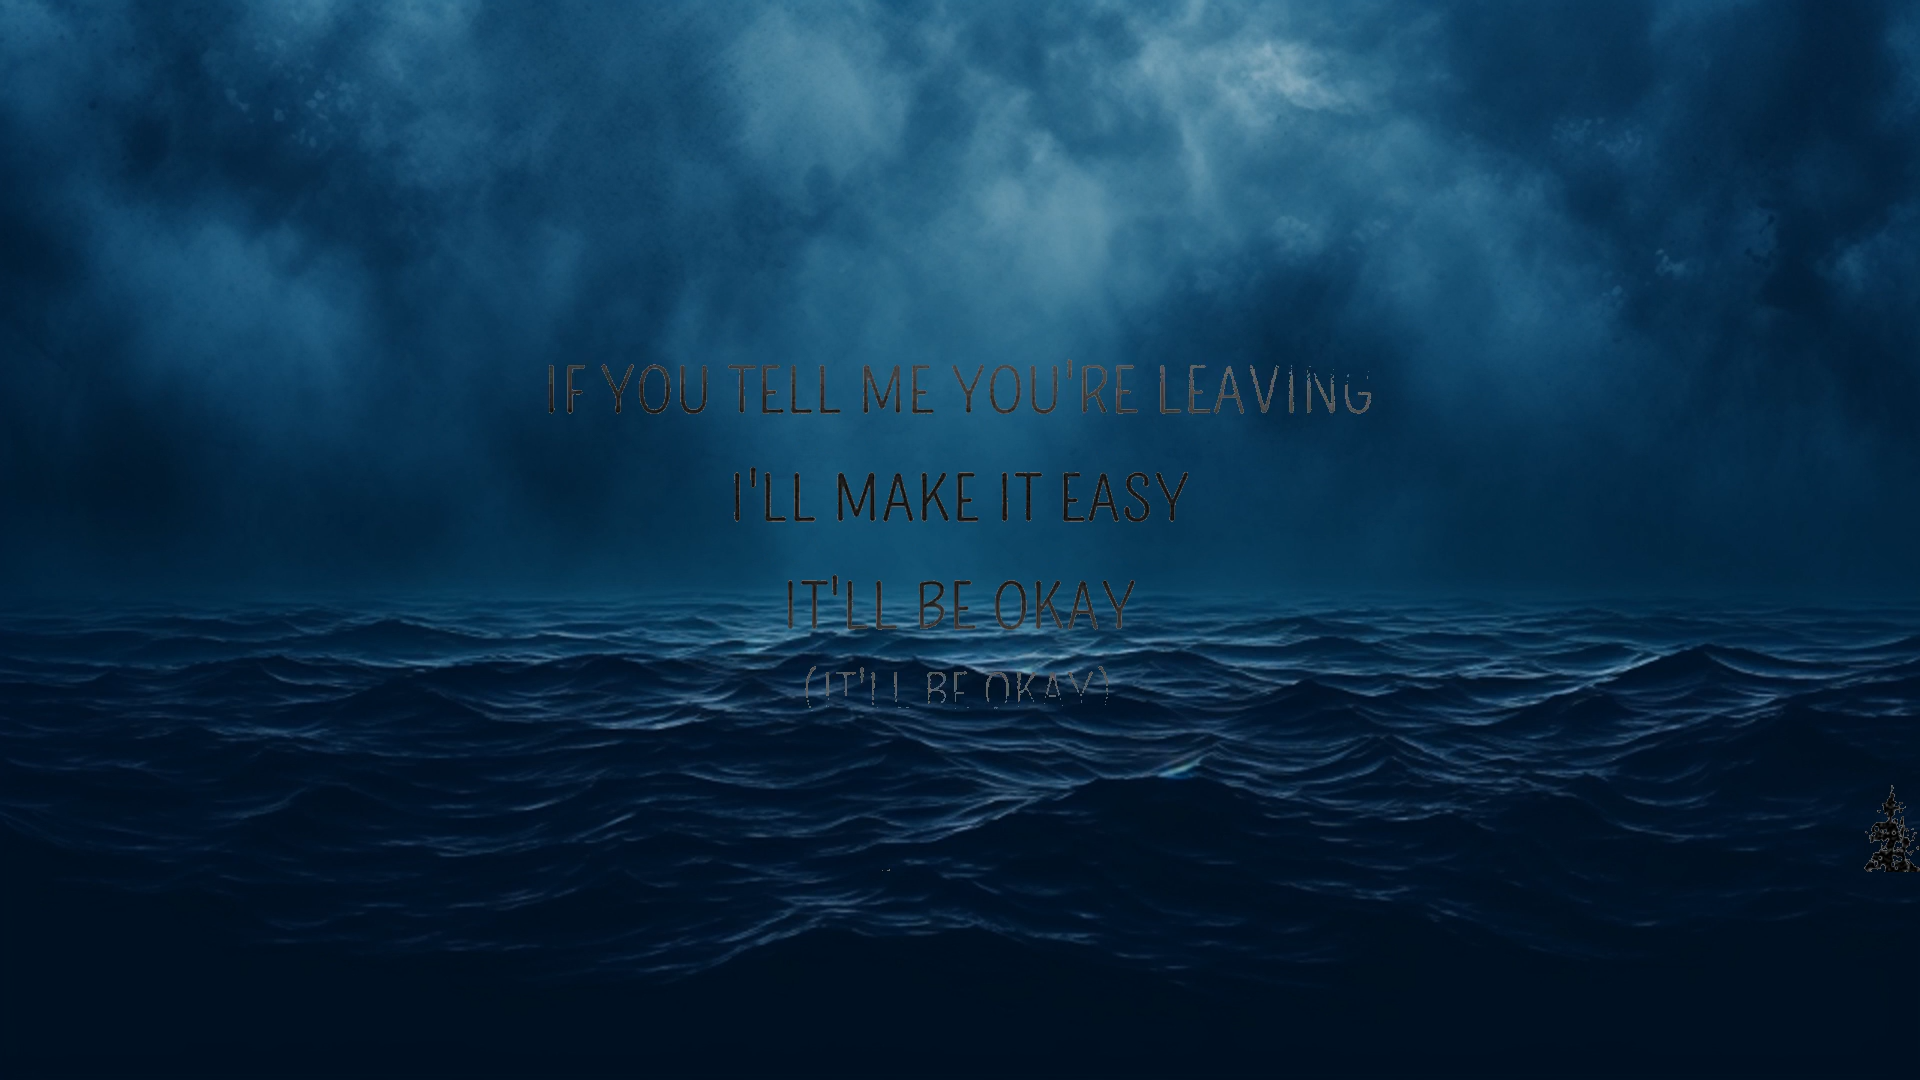 IF YOU TELL ME YOU'RE LEAVING
I'LL MAKE IT EASY
IT'LL BE OKAY
(IT'LL BE OKAY)